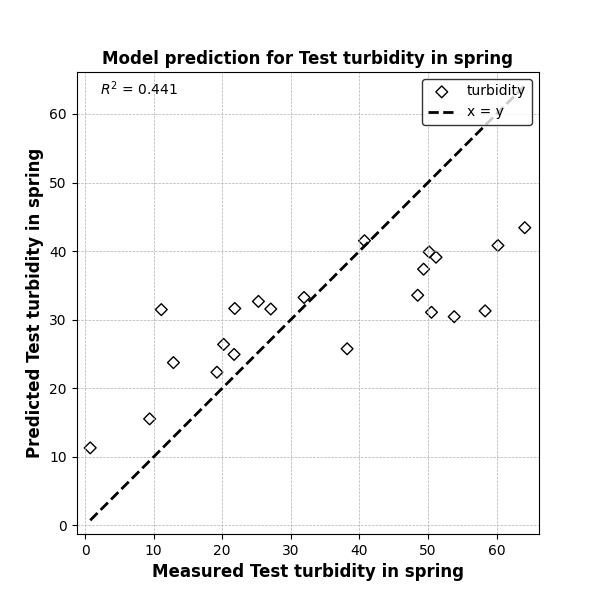 Model prediction for Test turbidity in spring
R² = 0.441
turbidity
x = y
60
50
40
30
20
10
0
0 10 20 30 40 50 60
Predicted Test turbidity in spring
Measured Test turbidity in spring